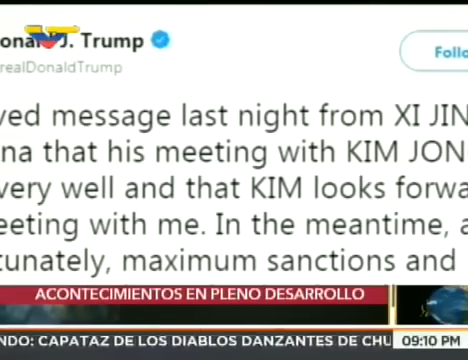 onald J. Trump
realDonaldTrump
Follo
ved message last night from XI JIN
na that his meeting with KIM JONG
very well and that KIM looks forwa
eeting with me. In the meantime, a
tunately, maximum sanctions and
ACONTECIMIENTOS EN PLENO DESARROLLO
NDO: CAPATAZ DE LOS DIABLOS DANZANTES DE CHU
09:10 PM